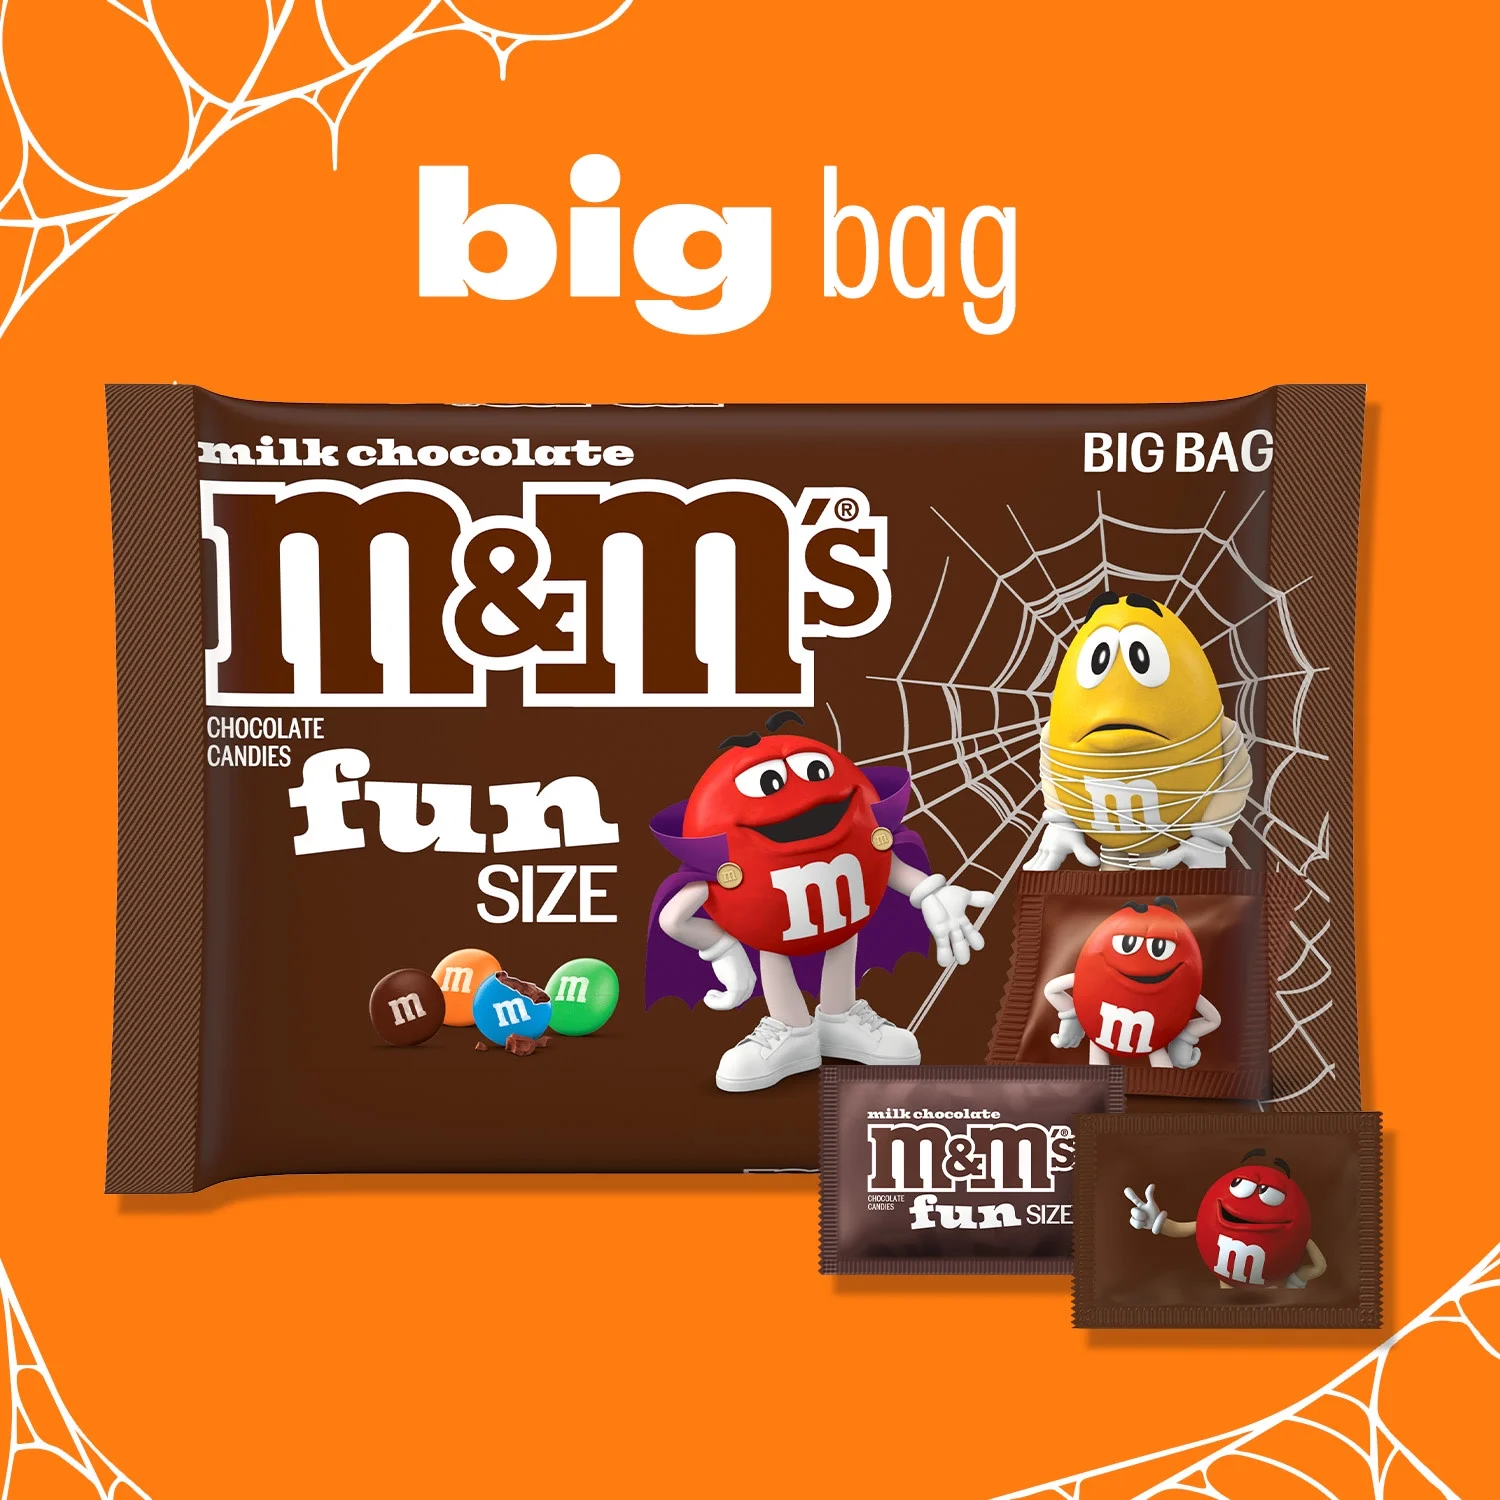 big bag
milk chocolate
BIG BAG
m&m's®
CHOCOLATE
CANDIES
fun
SIZE
m
m
m
m
m
m
m
milk chocolate
m&m's®
CHOCOLATE
CANDIES
fun SIZE
m